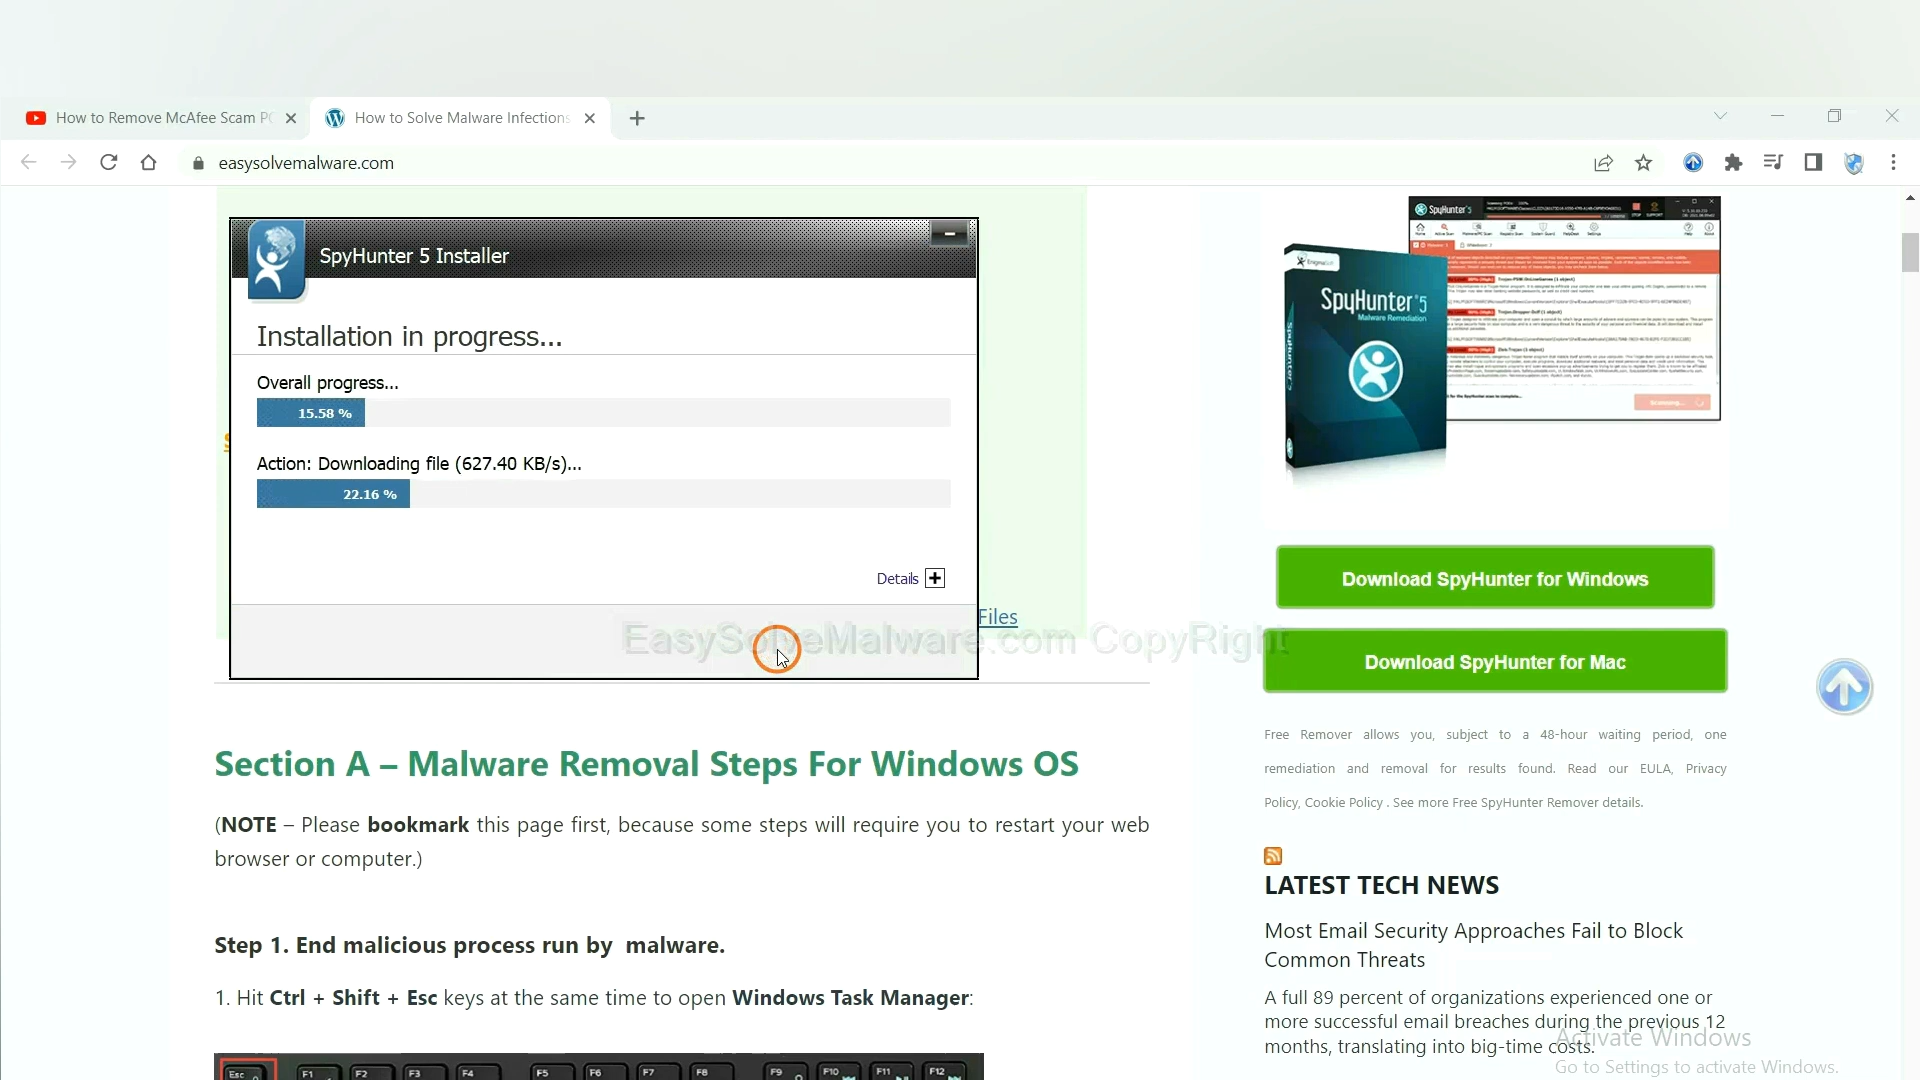 How to Remove McAfee Scam PC
How to Solve Malware Infections
easysolvemalware.com
SpyHunter 5 Installer
Installation in progress...
Overall progress...
15.58 %
Action: Downloading file (627.40 KB/s)...
22.16 %
Details
Files
EasySolveMalware.com CopyRight
Section A – Malware Removal Steps For Windows OS
(NOTE – Please bookmark this page first, because some steps will require you to restart your web
browser or computer.)
Step 1. End malicious process run by malware.
1. Hit Ctrl + Shift + Esc keys at the same time to open Windows Task Manager:
Esc F1 F2 F3 F4 F5 F6 F7 F8 F9 F10 F11 F12
SpyHunter 5
EnigmaSoft
SpyHunter 5
Malware Remediation
SpyHunter 5
Scanning...
Download SpyHunter for Windows
Download SpyHunter for Mac
Free Remover allows you, subject to a 48-hour waiting period, one
remediation and removal for results found. Read our EULA, Privacy
Policy, Cookie Policy . See more Free SpyHunter Remover details.
LATEST TECH NEWS
Most Email Security Approaches Fail to Block
Common Threats
A full 89 percent of organizations experienced one or
more successful email breaches during the previous 12
months, translating into big-time costs.
Activate Windows
Go to Settings to activate Windows.